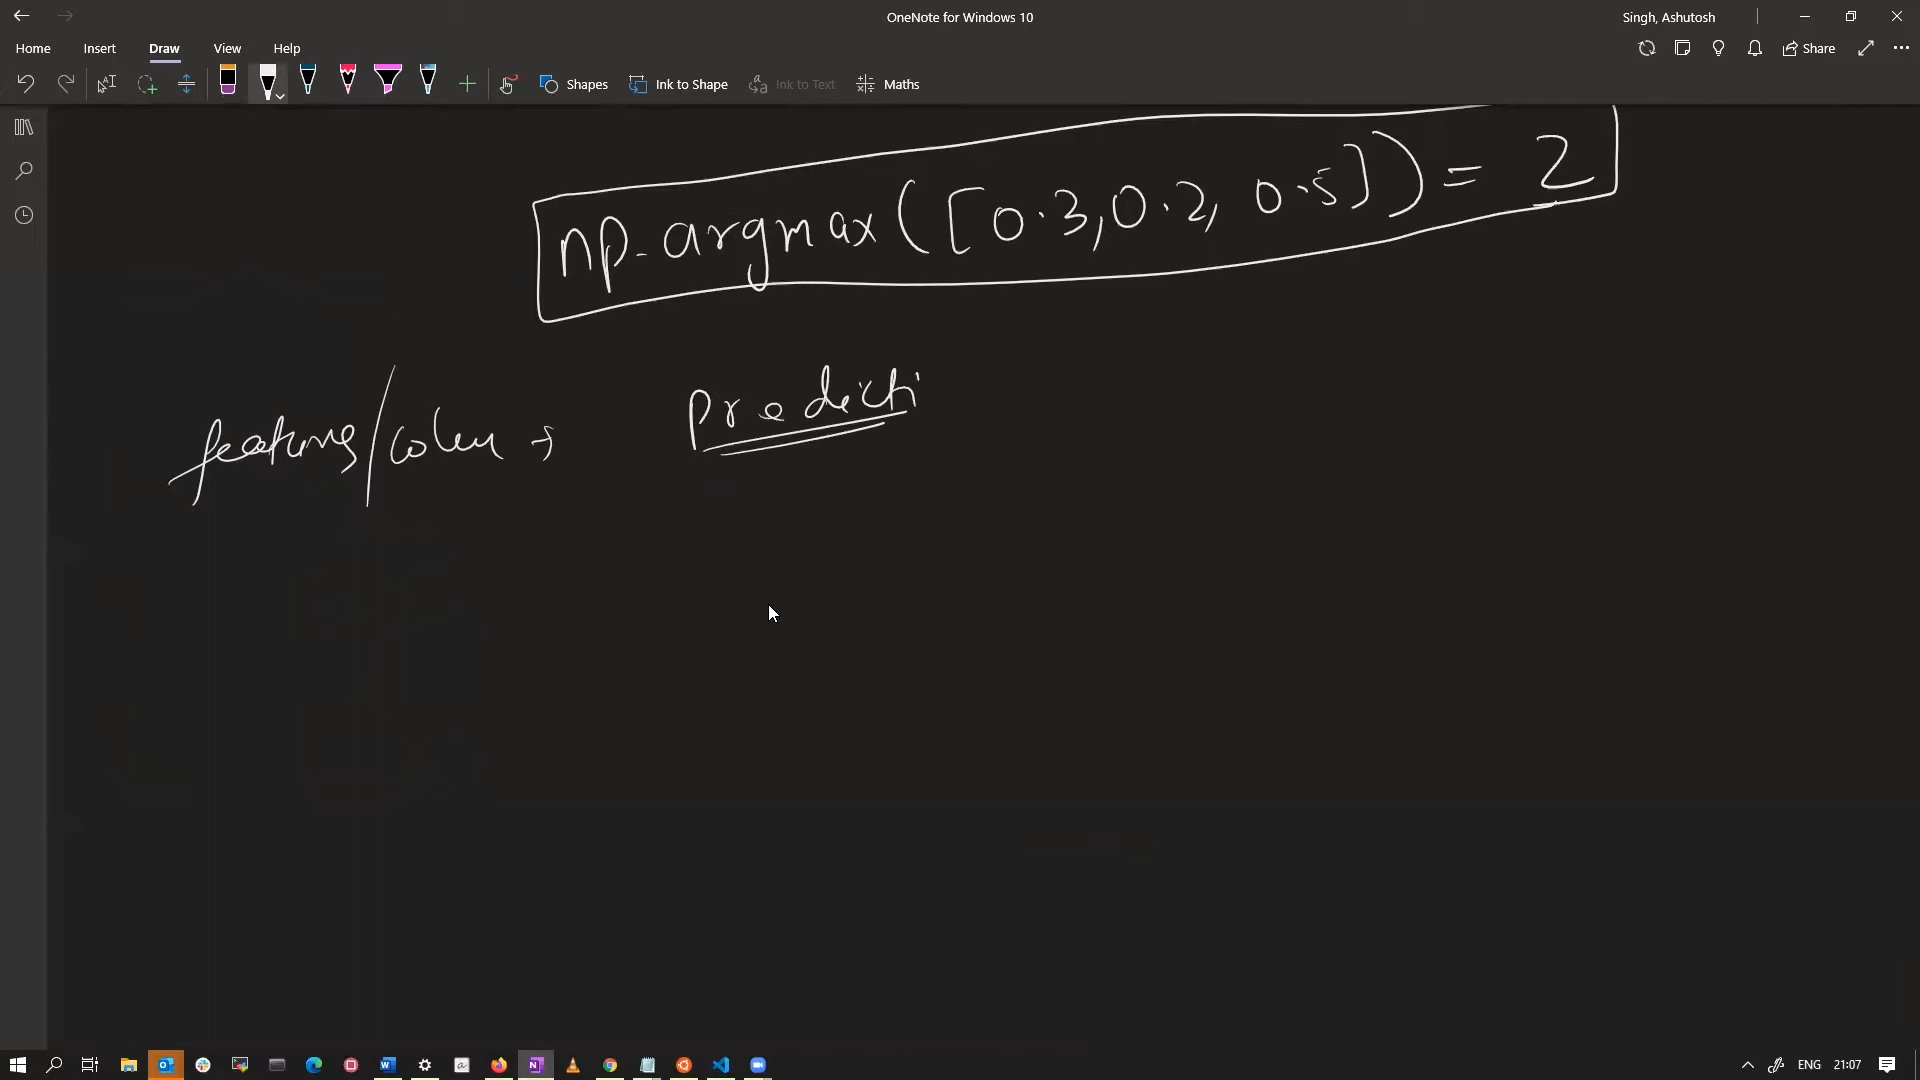 OneNote for Windows 10
Singh, Ashutosh
Home Insert Draw View Help
Share
Shapes Ink to Shape Ink to Text Maths
np.argmax([0.3,0.2, 0.5]) = 2
Predicti
features/colum →
ENG 21:07